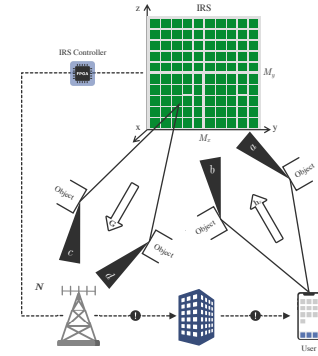 z
IRS
IRS Controller
FPGA
M_y
x
M_x
y
a
b
Object
Object
Object
Object
c
d
N
!
!
User